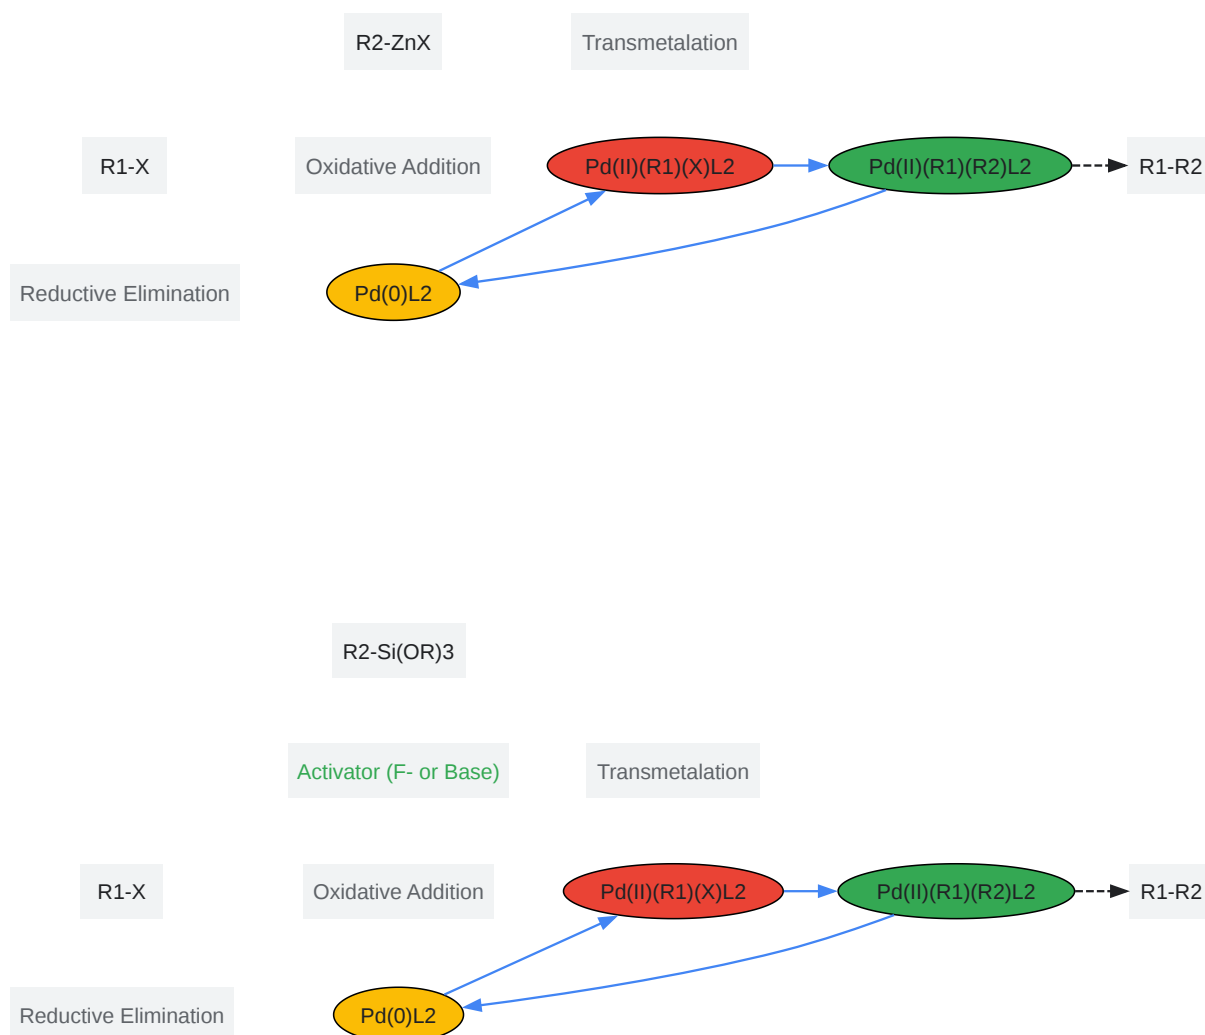 R2-ZnX
Transmetalation
R1-X
Oxidative Addition
Pd(II)(R1)(X)L2
Pd(II)(R1)(R2)L2
R1-R2
Reductive Elimination
Pd(0)L2
R2-Si(OR)3
Activator (F- or Base)
Transmetalation
R1-X
Oxidative Addition
Pd(II)(R1)(X)L2
Pd(II)(R1)(R2)L2
R1-R2
Reductive Elimination
Pd(0)L2